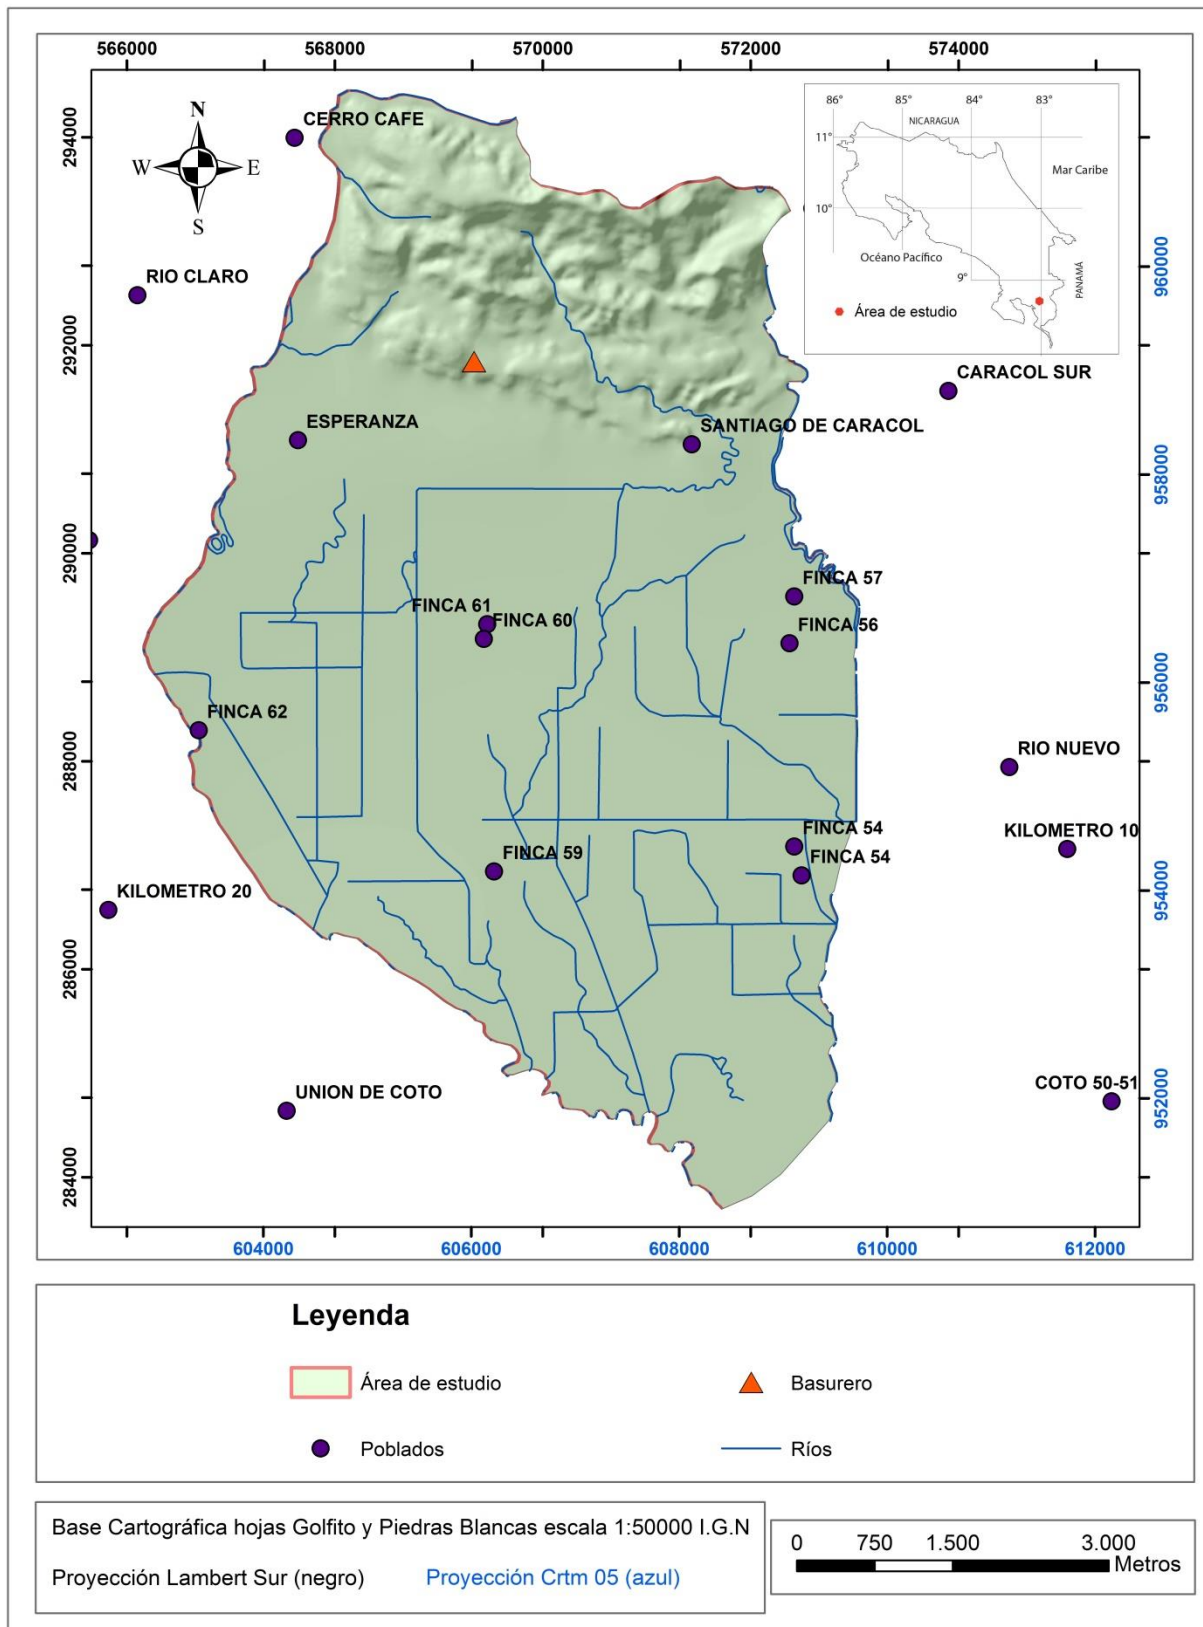 566000 568000 570000 572000 574000
N
W E
S
CERRO CAFE
RIO CLARO
86° 85° 84° 83°
NICARAGUA
11°
Mar Caribe
10°
Océano Pacífico
9°
PANAMÁ
Área de estudio
294000
292000
290000
288000
286000
284000
960000
958000
956000
954000
952000
CARACOL SUR
ESPERANZA
SANTIAGO DE CARACOL
FINCA 57
FINCA 61
FINCA 60
FINCA 56
FINCA 62
RIO NUEVO
FINCA 54
KILOMETRO 10
FINCA 59
FINCA 54
KILOMETRO 20
UNION DE COTO
COTO 50-51
604000 606000 608000 610000 612000
Leyenda
Área de estudio
Basurero
Poblados
Ríos
Base Cartográfica hojas Golfito y Piedras Blancas escala 1:50000 I.G.N
Proyección Lambert Sur (negro) Proyección Crtm 05 (azul)
0 750 1.500 3.000
Metros